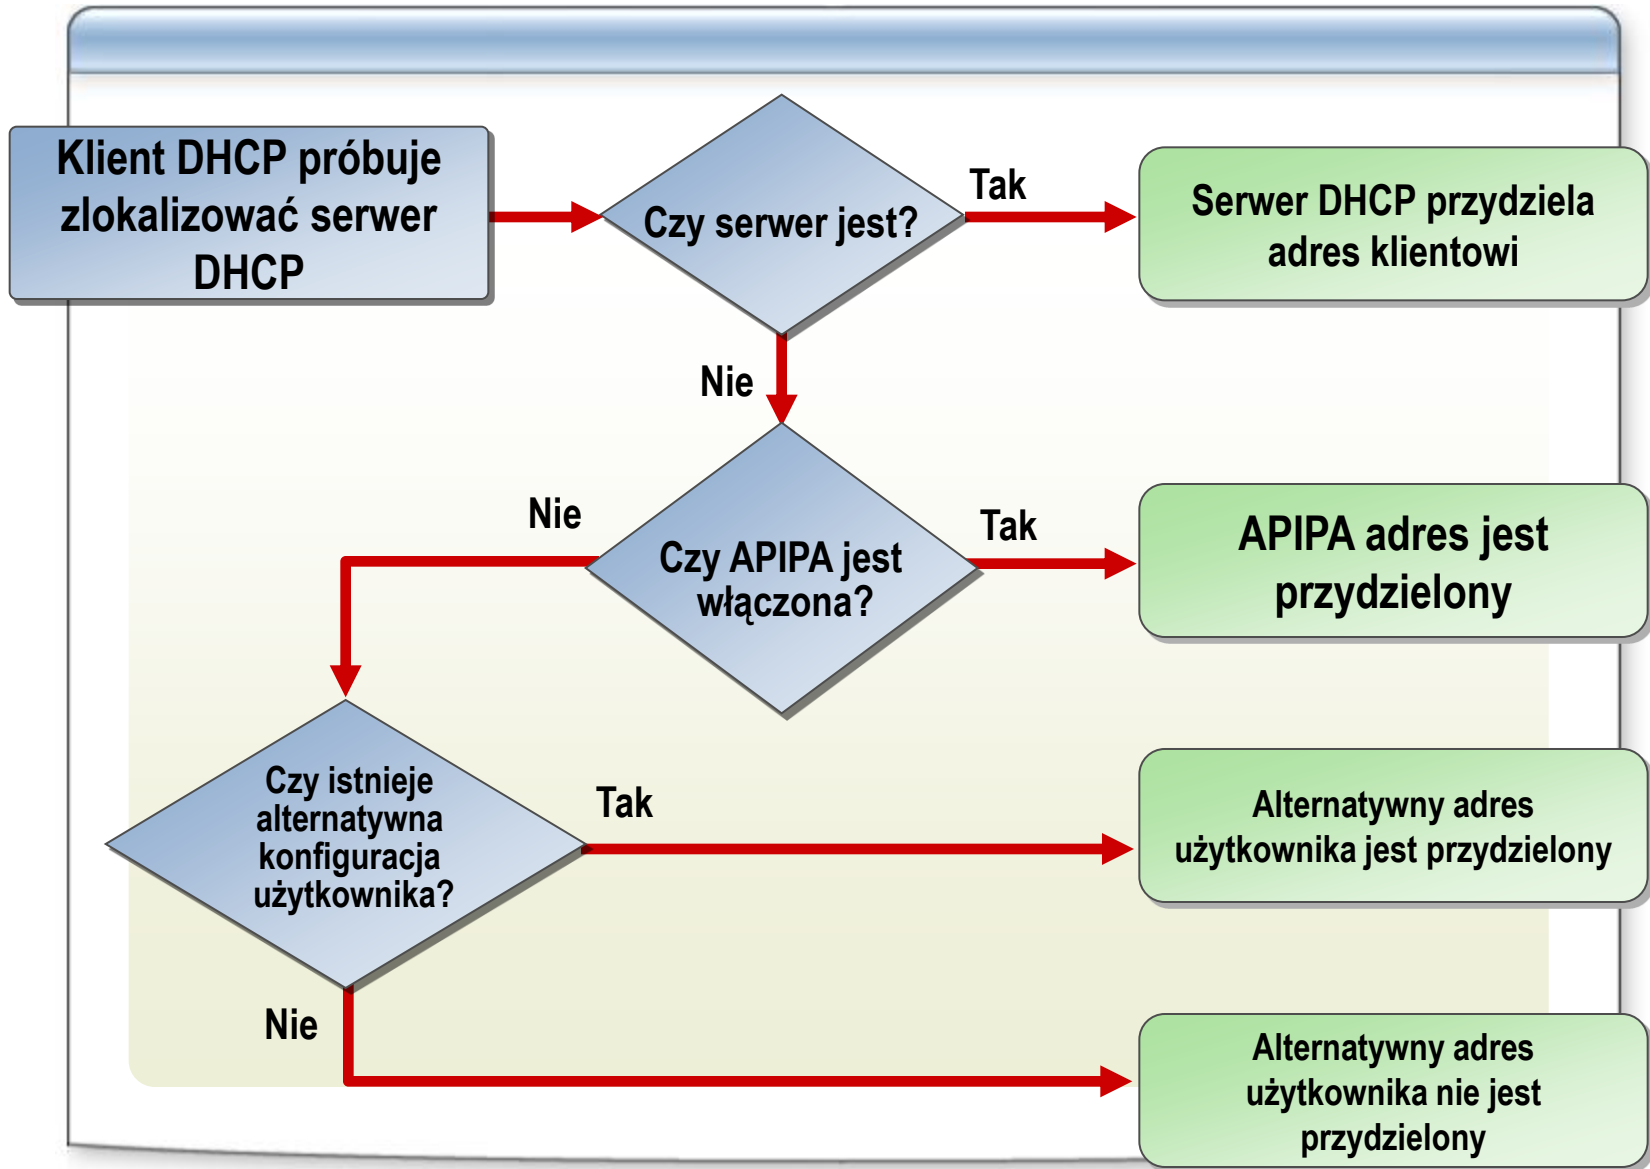 Klient DHCP próbuje
zlokalizować serwer
DHCP
Czy serwer jest?
Tak
Serwer DHCP przydziela
adres klientowi
Nie
Nie
Czy APIPA jest
włączona?
Tak
APIPA adres jest
przydzielony
Czy istnieje
alternatywna
konfiguracja
użytkownika?
Tak
Alternatywny adres
użytkownika jest przydzielony
Nie
Alternatywny adres
użytkownika nie jest
przydzielony